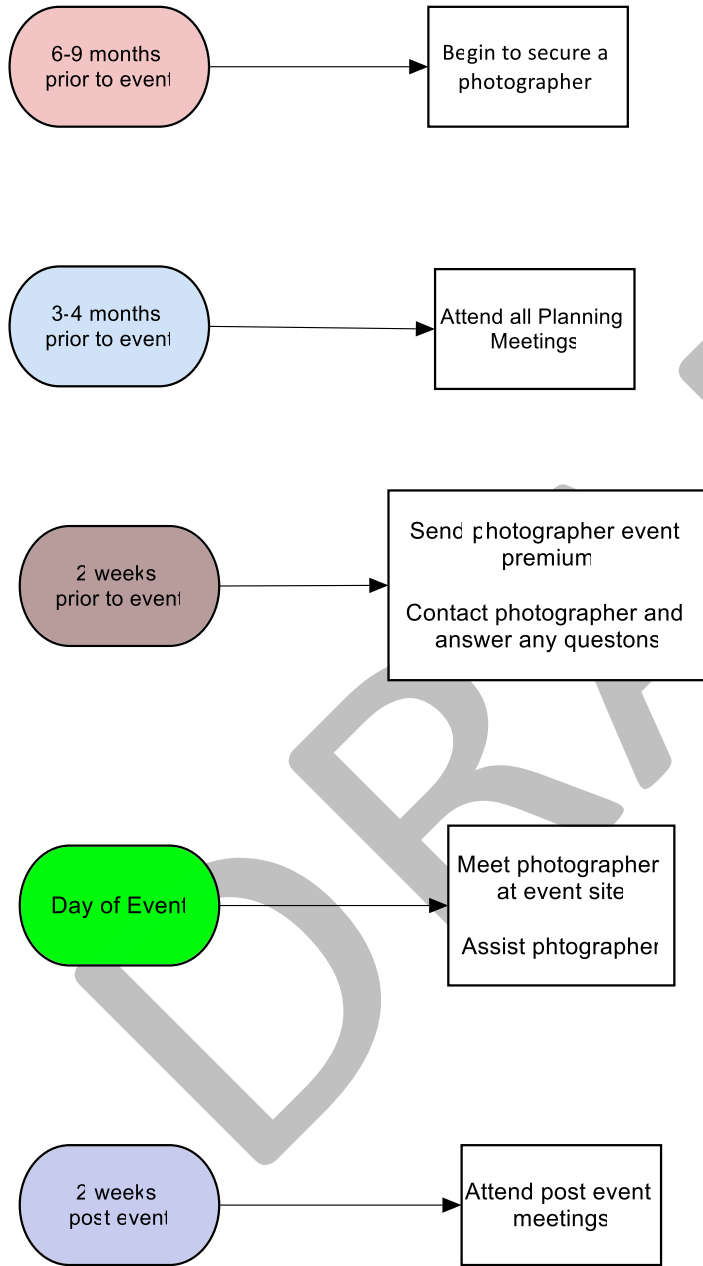 6-9 months
prior to event
Begin to secure a
photographer
3-4 months
prior to event
Attend all Planning
Meetings
2 weeks
prior to event
Send photographer event
premium
Contact photographer and
answer any questons
Day of Event
Meet photographer
at event site
Assist phtographer
2 weeks
post event
Attend post event
meetings
DRA